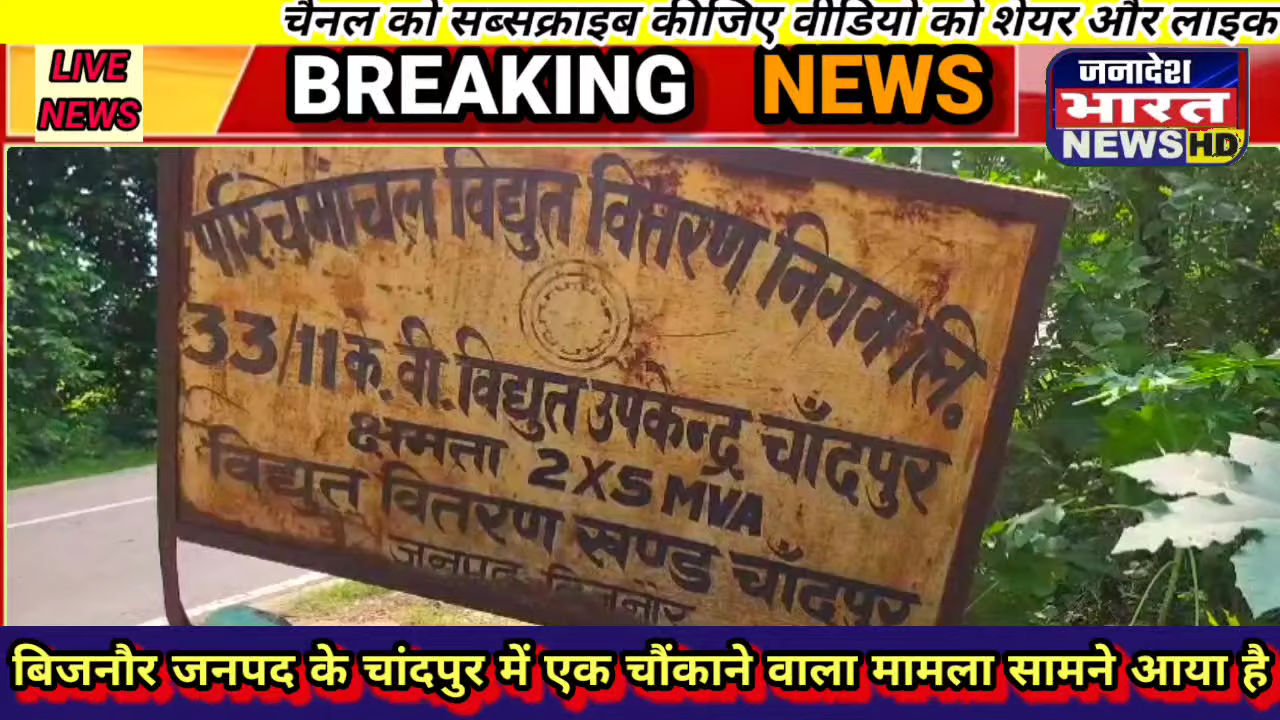 चैनल को सब्सक्राइब कीजिए वीडियो को शेयर और लाइक
LIVE
NEWS
BREAKING NEWS
जनादेश
भारत
NEWS HD
पश्चिमांचल विद्युत वितरण निगम लि.
33/11 के.वी. विद्युत उपकेन्द्र चाँदपुर
क्षमता 2X5 MVA
विद्युत वितरण खण्ड चाँदपुर
जनपद बिजनौर
बिजनौर जनपद के चांदपुर में एक चौंकाने वाला मामला सामने आया है